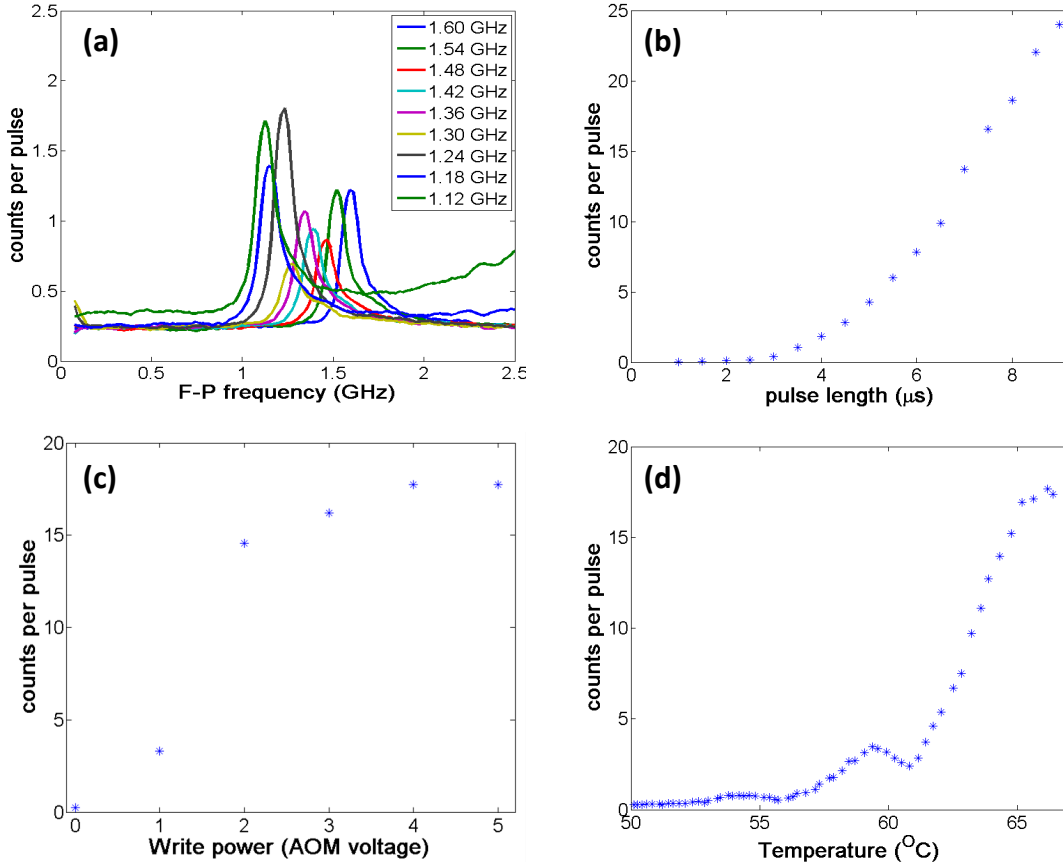 (a)
counts per pulse
2.5
2
1.5
1
0.5
0
0 0.5 1 1.5 2 2.5
F-P frequency (GHz)
1.60 GHz
1.54 GHz
1.48 GHz
1.42 GHz
1.36 GHz
1.30 GHz
1.24 GHz
1.18 GHz
1.12 GHz
(b)
counts per pulse
25
20
15
10
5
0
0 2 4 6 8
pulse length (μs)
(c)
counts per pulse
20
15
10
5
0
0 1 2 3 4 5
Write power (AOM voltage)
(d)
counts per pulse
20
15
10
5
0
50 55 60 65
Temperature (°C)